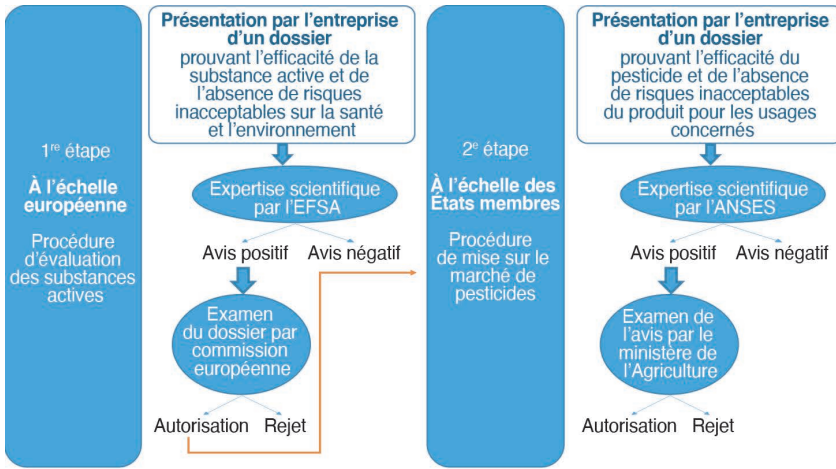 1re étape
À l'échelle
européenne
Procédure
d'évaluation
des substances
actives
Présentation par l'entreprise
d'un dossier
prouvant l'efficacité de la
substance active et de
l'absence de risques
inacceptables sur la santé
et l'environnement
Expertise scientifique
par l'EFSA
Avis positif
Avis négatif
Examen
du dossier par
commission
européenne
Autorisation
Rejet
2e étape
À l'échelle des
États membres
Procédure
de mise sur le
marché de
pesticides
Présentation par l'entreprise
d'un dossier
prouvant l'efficacité du
pesticide et de l'absence
de risques inacceptables
du produit pour les usages
concernés
Expertise scientifique
par l'ANSES
Avis positif
Avis négatif
Examen de
l'avis par le
ministère de
l'Agriculture
Autorisation
Rejet